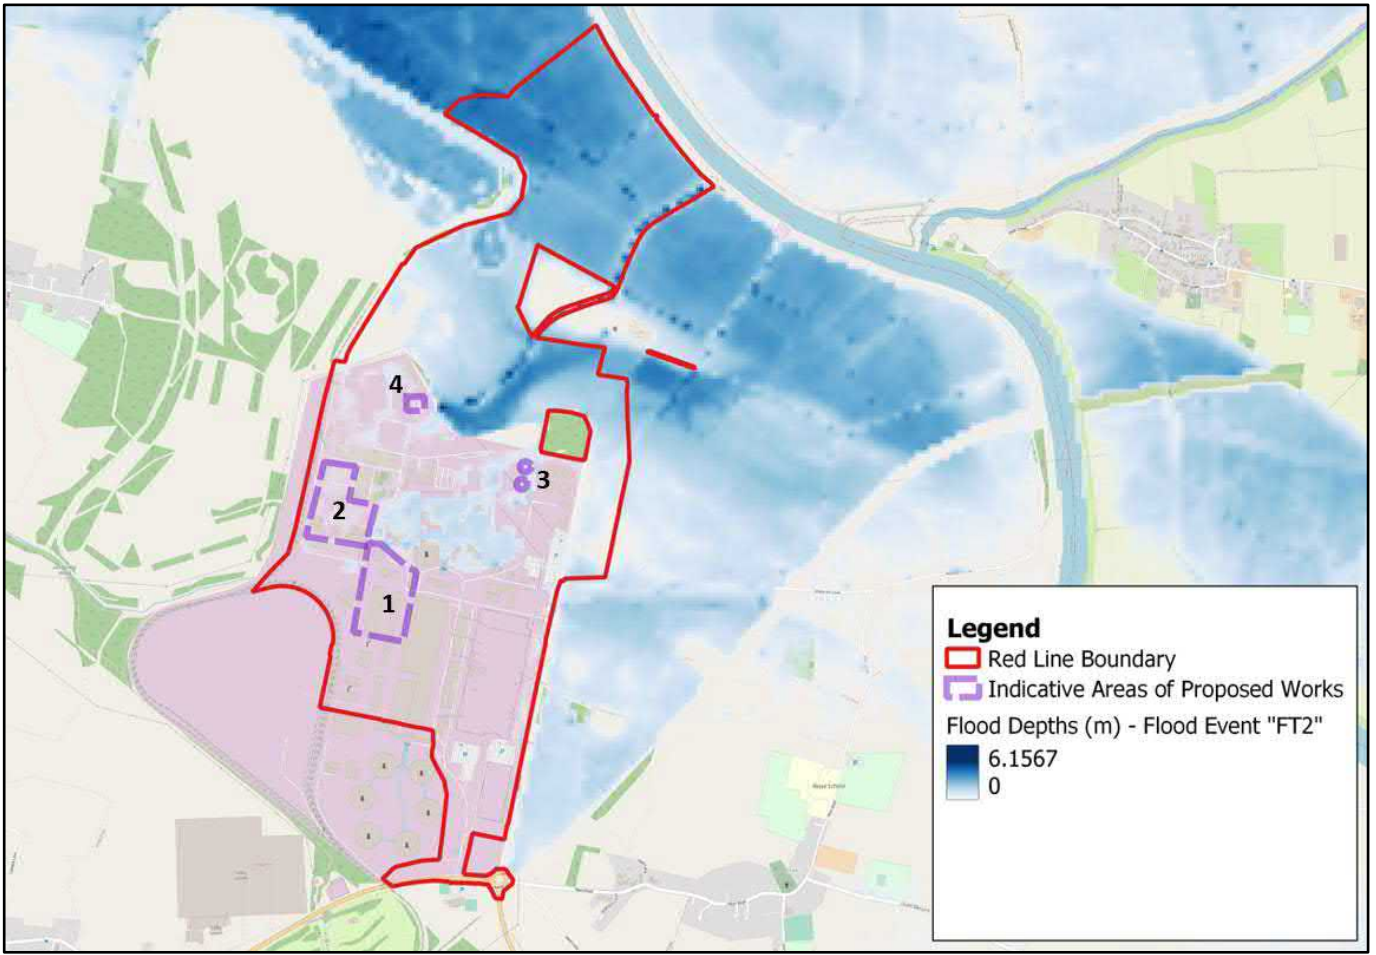 4
3
2
1
Legend
Red Line Boundary
Indicative Areas of Proposed Works
Flood Depths (m) - Flood Event "FT2"
6.1567
0